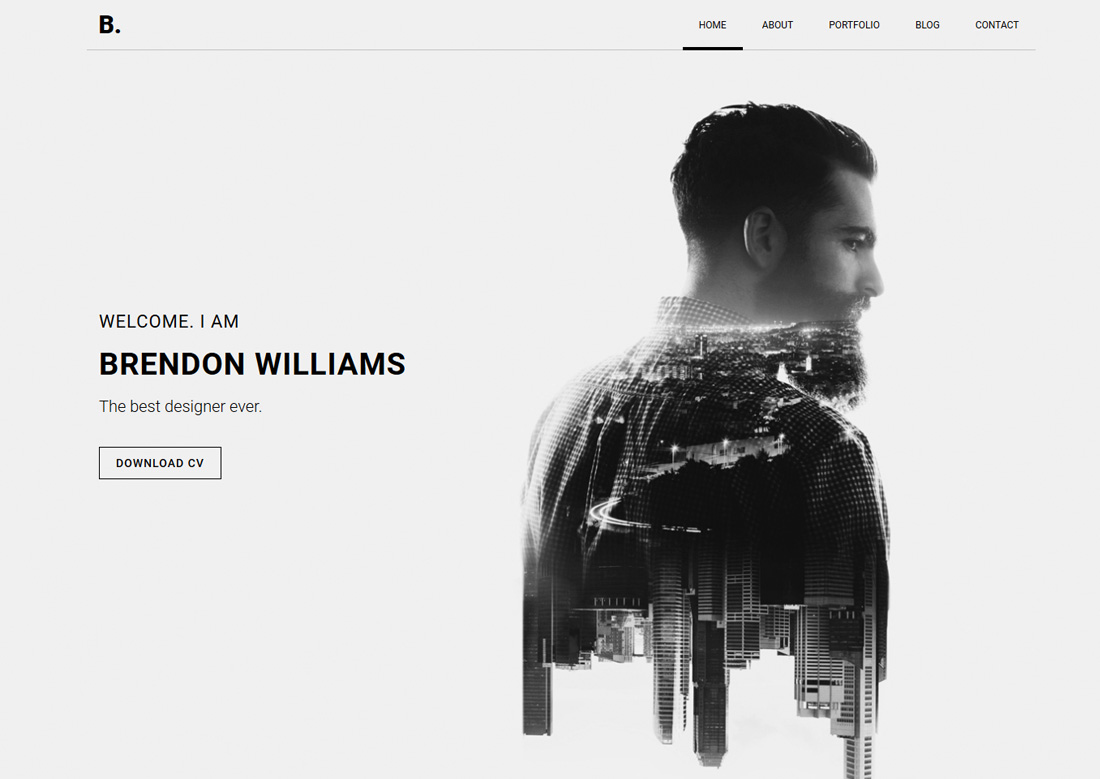 B.
HOME ABOUT PORTFOLIO BLOG CONTACT
WELCOME. I AM
BRENDON WILLIAMS
The best designer ever.
DOWNLOAD CV